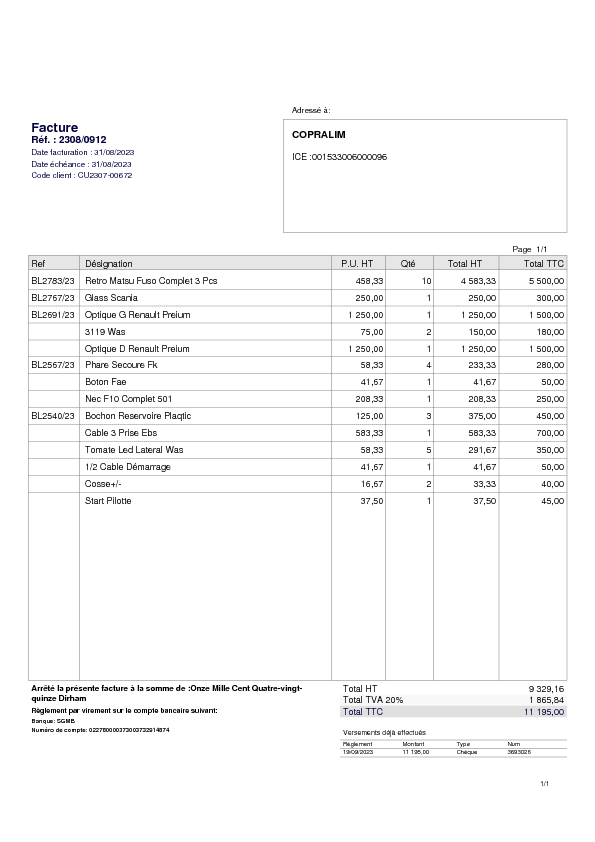 Adressé à:
Facture
Réf. : 2308/0912
Date facturation : 31/08/2023
Date échéance : 31/08/2023
Code client : CU2307-00672
COPRALIM
ICE :001533006000096
Page 1/1
Ref Désignation P.U. HT Qté Total HT Total TTC
BL2783/23 Retro Matsu Fuso Complet 3 Pcs 458,33 10 4 583,33 5 500,00
BL2767/23 Glass Scania 250,00 1 250,00 300,00
BL2691/23 Optique G Renault Preium 1 250,00 1 1 250,00 1 500,00
3119 Was 75,00 2 150,00 180,00
Optique D Renault Preium 1 250,00 1 1 250,00 1 500,00
BL2567/23 Phare Secoure Fk 58,33 4 233,33 280,00
Boton Fae 41,67 1 41,67 50,00
Nec F10 Complet 501 208,33 1 208,33 250,00
BL2540/23 Bochon Reservoire Plaqtic 125,00 3 375,00 450,00
Cable 3 Prise Ebs 583,33 1 583,33 700,00
Tomate Led Lateral Was 58,33 5 291,67 350,00
1/2 Cable Démarrage 41,67 1 41,67 50,00
Cosse+/- 16,67 2 33,33 40,00
Start Pilotte 37,50 1 37,50 45,00
Arrêté la présente facture à la somme de :Onze Mille Cent Quatre-vingt-
quinze Dirham
Règlement par virement sur le compte bancaire suivant:
Banque: SGMB
Numéro de compte: 022780000373003732914874
Total HT 9 329,16
Total TVA 20% 1 865,84
Total TTC 11 195,00
Versements déjà effectués
Règlement Montant Type Num
19/09/2023 11 195,00 Chèque 3693026
1/1